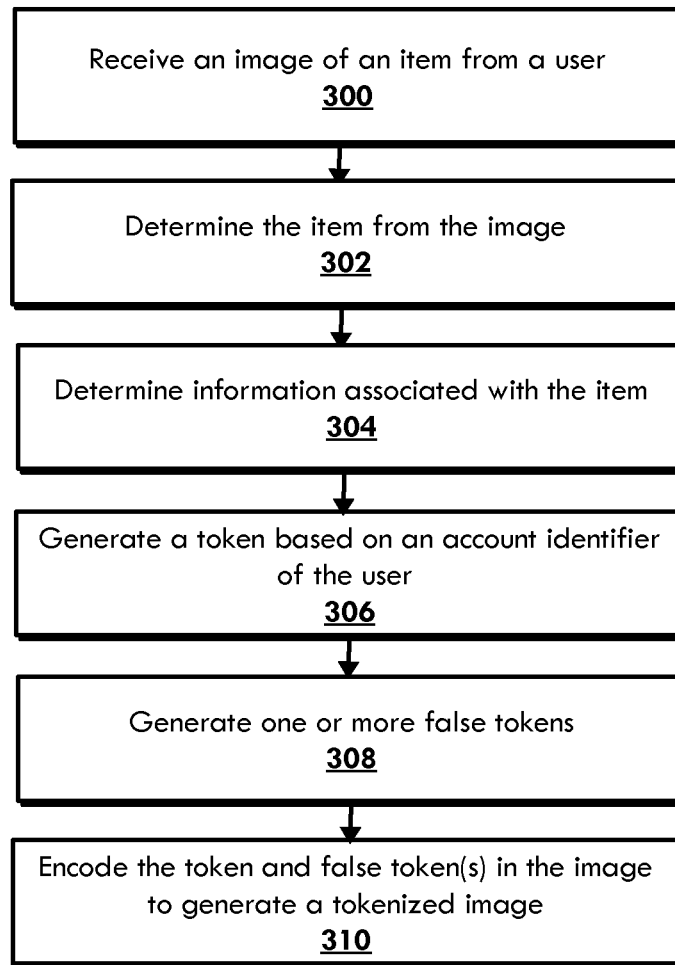 Receive an image of an item from a user
300
Determine the item from the image
302
Determine information associated with the item
304
Generate a token based on an account identifier
of the user
306
Generate one or more false tokens
308
Encode the token and false token(s) in the image
to generate a tokenized image
310